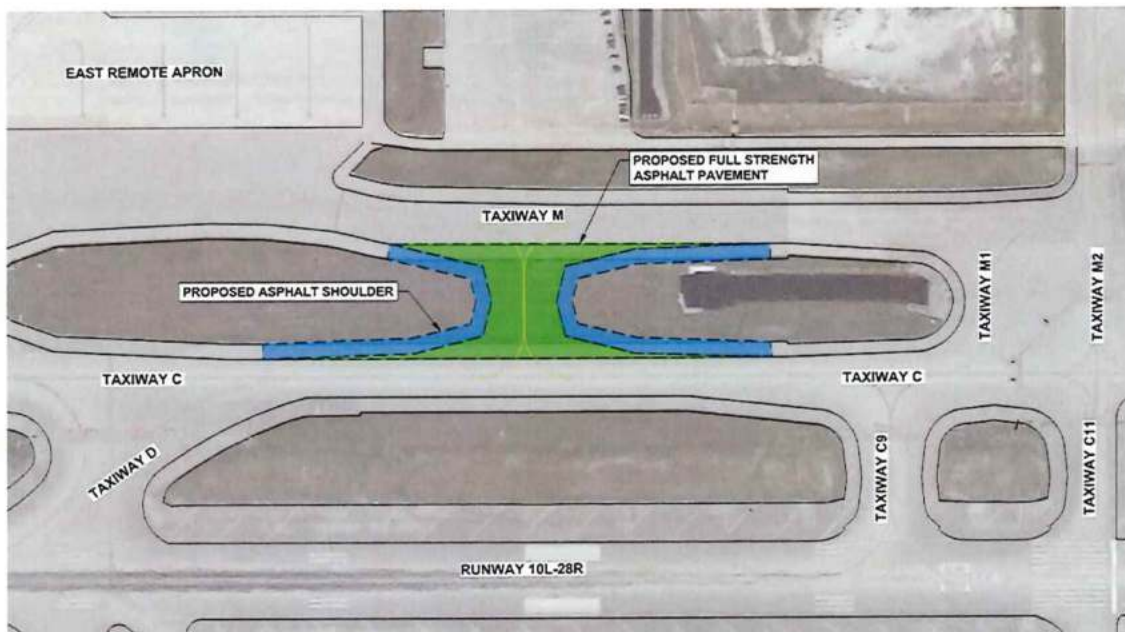 EAST REMOTE APRON
PROPOSED FULL STRENGTH
ASPHALT PAVEMENT
TAXIWAY M
PROPOSED ASPHALT SHOULDER
TAXIWAY M1
TAXIWAY M2
TAXIWAY C
TAXIWAY C
TAXIWAY D
TAXIWAY C9
TAXIWAY C11
RUNWAY 10L-28R